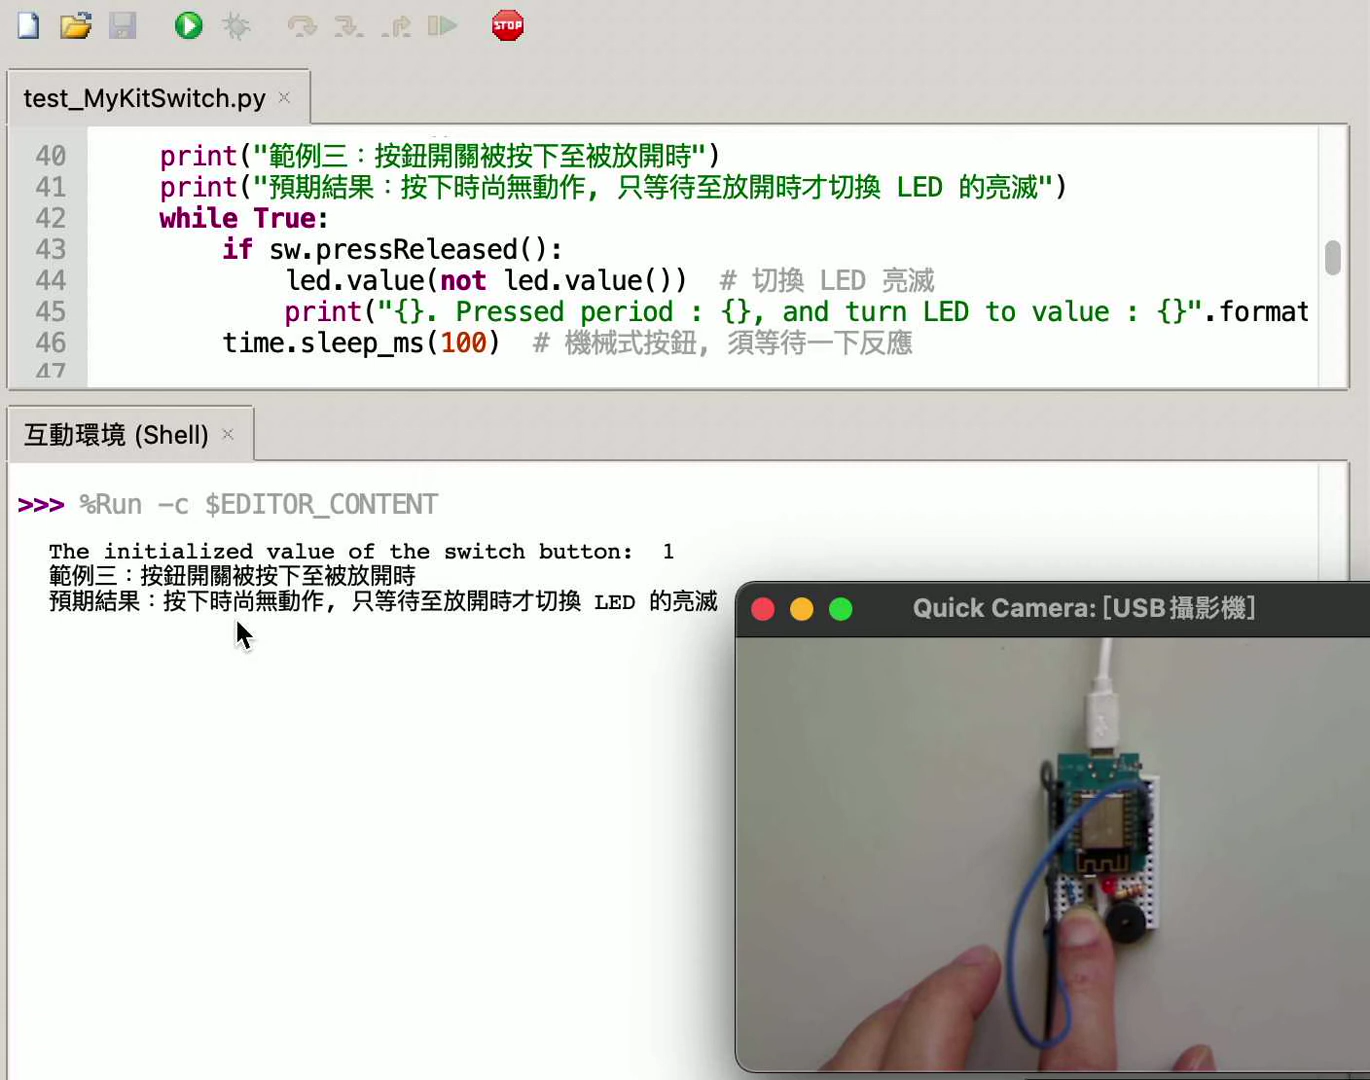 STOP
test_MyKitSwitch.py
40 print("範例三：按鈕開關被按下至被放開時")
41 print("預期結果：按下時尚無動作, 只等待至放開時才切換 LED 的亮滅")
42 while True:
43 if sw.pressReleased():
44 led.value(not led.value()) # 切換 LED 亮滅
45 print("{}. Pressed period : {}, and turn LED to value : {}".format
46 time.sleep_ms(100) # 機械式按鈕, 須等待一下反應
47
互動環境 (Shell)
>>> %Run -c $EDITOR_CONTENT
The initialized value of the switch button: 1
範例三：按鈕開關被按下至被放開時
預期結果：按下時尚無動作, 只等待至放開時才切換 LED 的亮滅
Quick Camera: [USB攝影機]